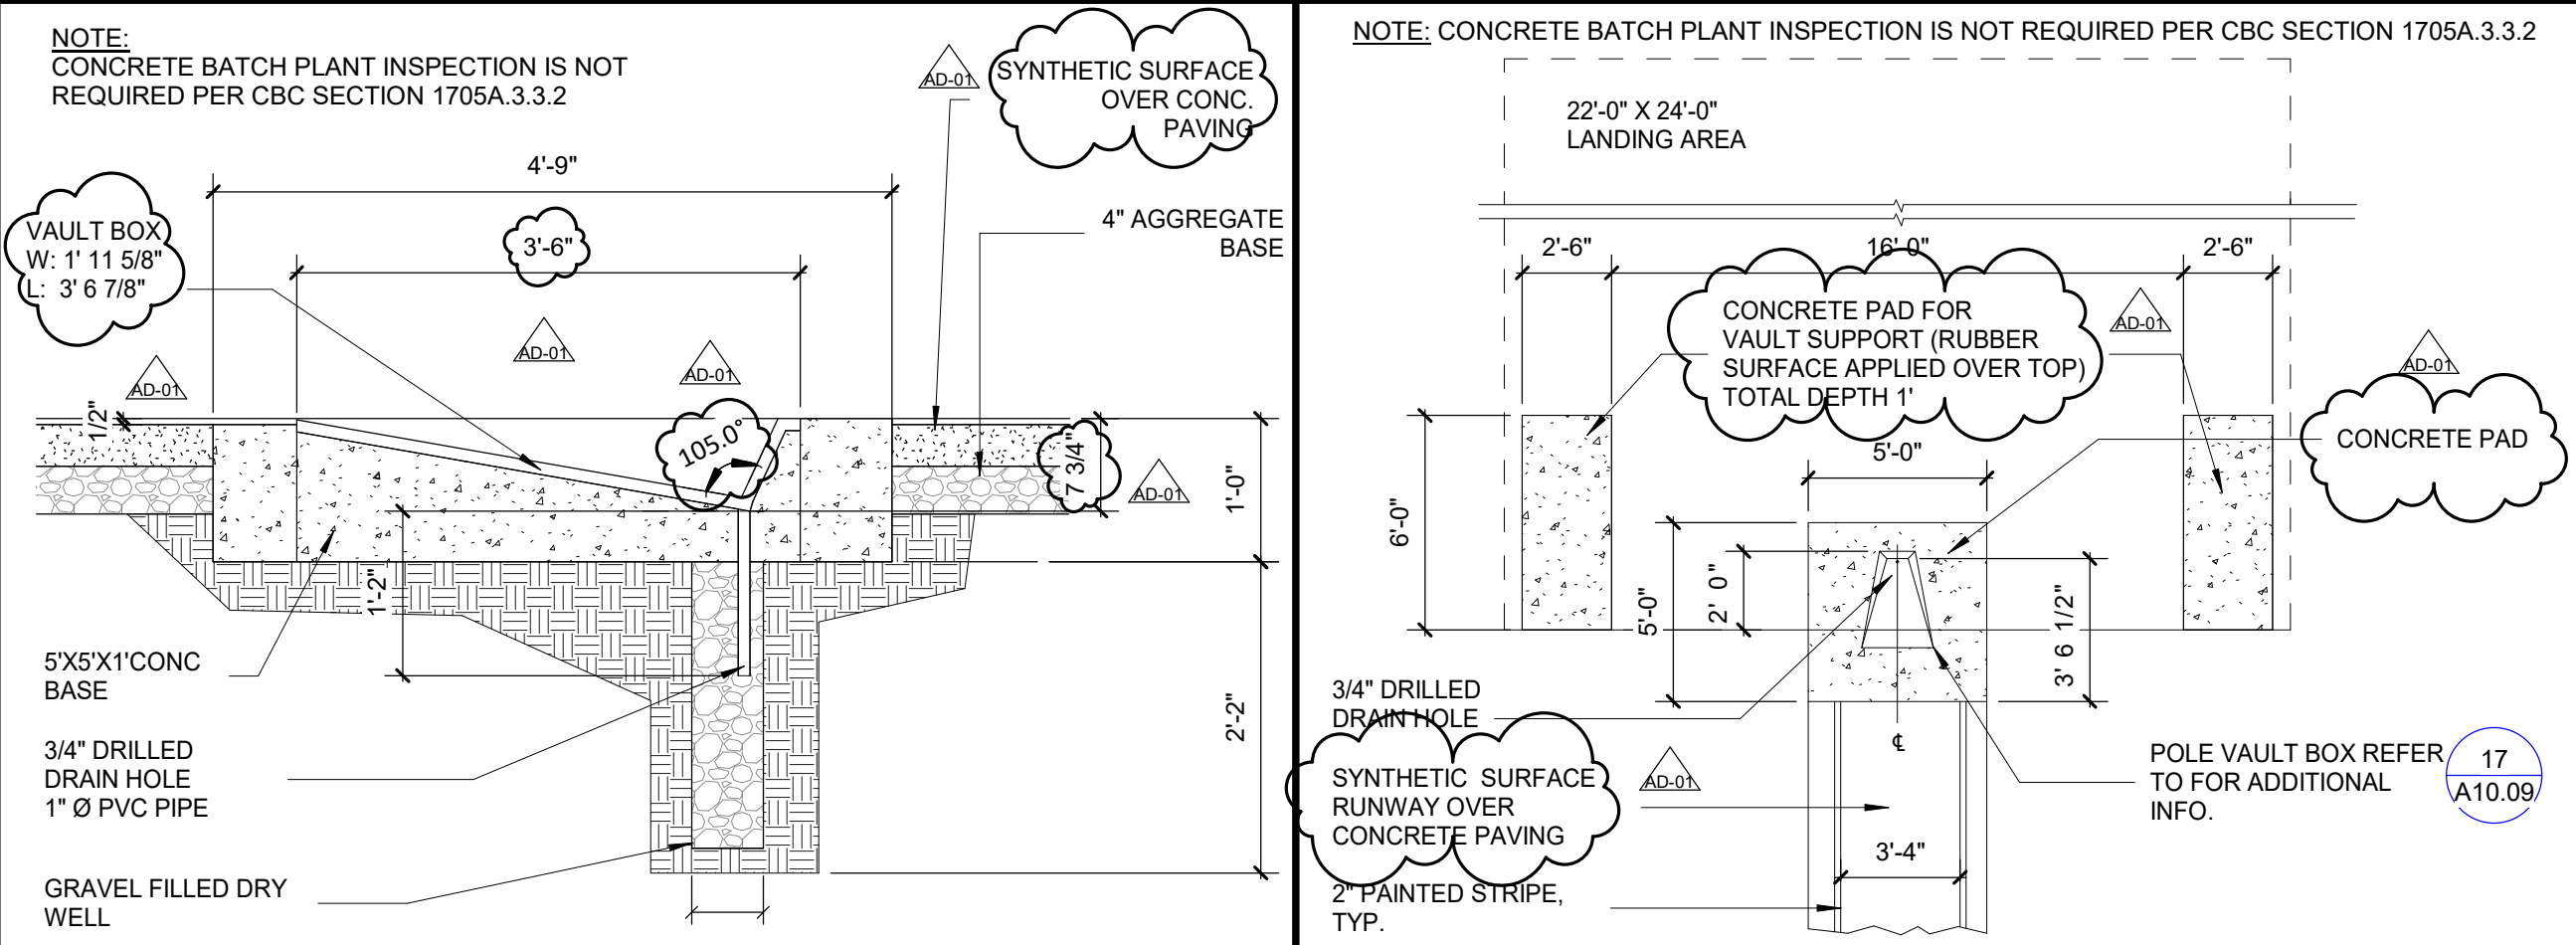 NOTE:
CONCRETE BATCH PLANT INSPECTION IS NOT
REQUIRED PER CBC SECTION 1705A.3.3.2
AD-01
SYNTHETIC SURFACE
OVER CONC.
PAVING
4'-9"
VAULT BOX
W: 1' 11 5/8"
L: 3' 6 7/8"
3'-6"
4" AGGREGATE
BASE
AD-01
AD-01
AD-01
1/2"
105.0°
7 3/4"
AD-01
1'-0"
1'-2"
5'X5'X1'CONC
BASE
3/4" DRILLED
DRAIN HOLE
1" Ø PVC PIPE
2'-2"
GRAVEL FILLED DRY
WELL
NOTE: CONCRETE BATCH PLANT INSPECTION IS NOT REQUIRED PER CBC SECTION 1705A.3.3.2
22'-0" X 24'-0"
LANDING AREA
2'-6"
16'-0"
2'-6"
CONCRETE PAD FOR
VAULT SUPPORT (RUBBER
SURFACE APPLIED OVER TOP)
TOTAL DEPTH 1'
AD-01
AD-01
CONCRETE PAD
5'-0"
6'-0"
5'-0"
2' 0"
3' 6 1/2"
3/4" DRILLED
DRAIN HOLE
℄
SYNTHETIC SURFACE
RUNWAY OVER
CONCRETE PAVING
AD-01
POLE VAULT BOX REFER
TO FOR ADDITIONAL
INFO.
17
A10.09
3'-4"
2" PAINTED STRIPE,
TYP.